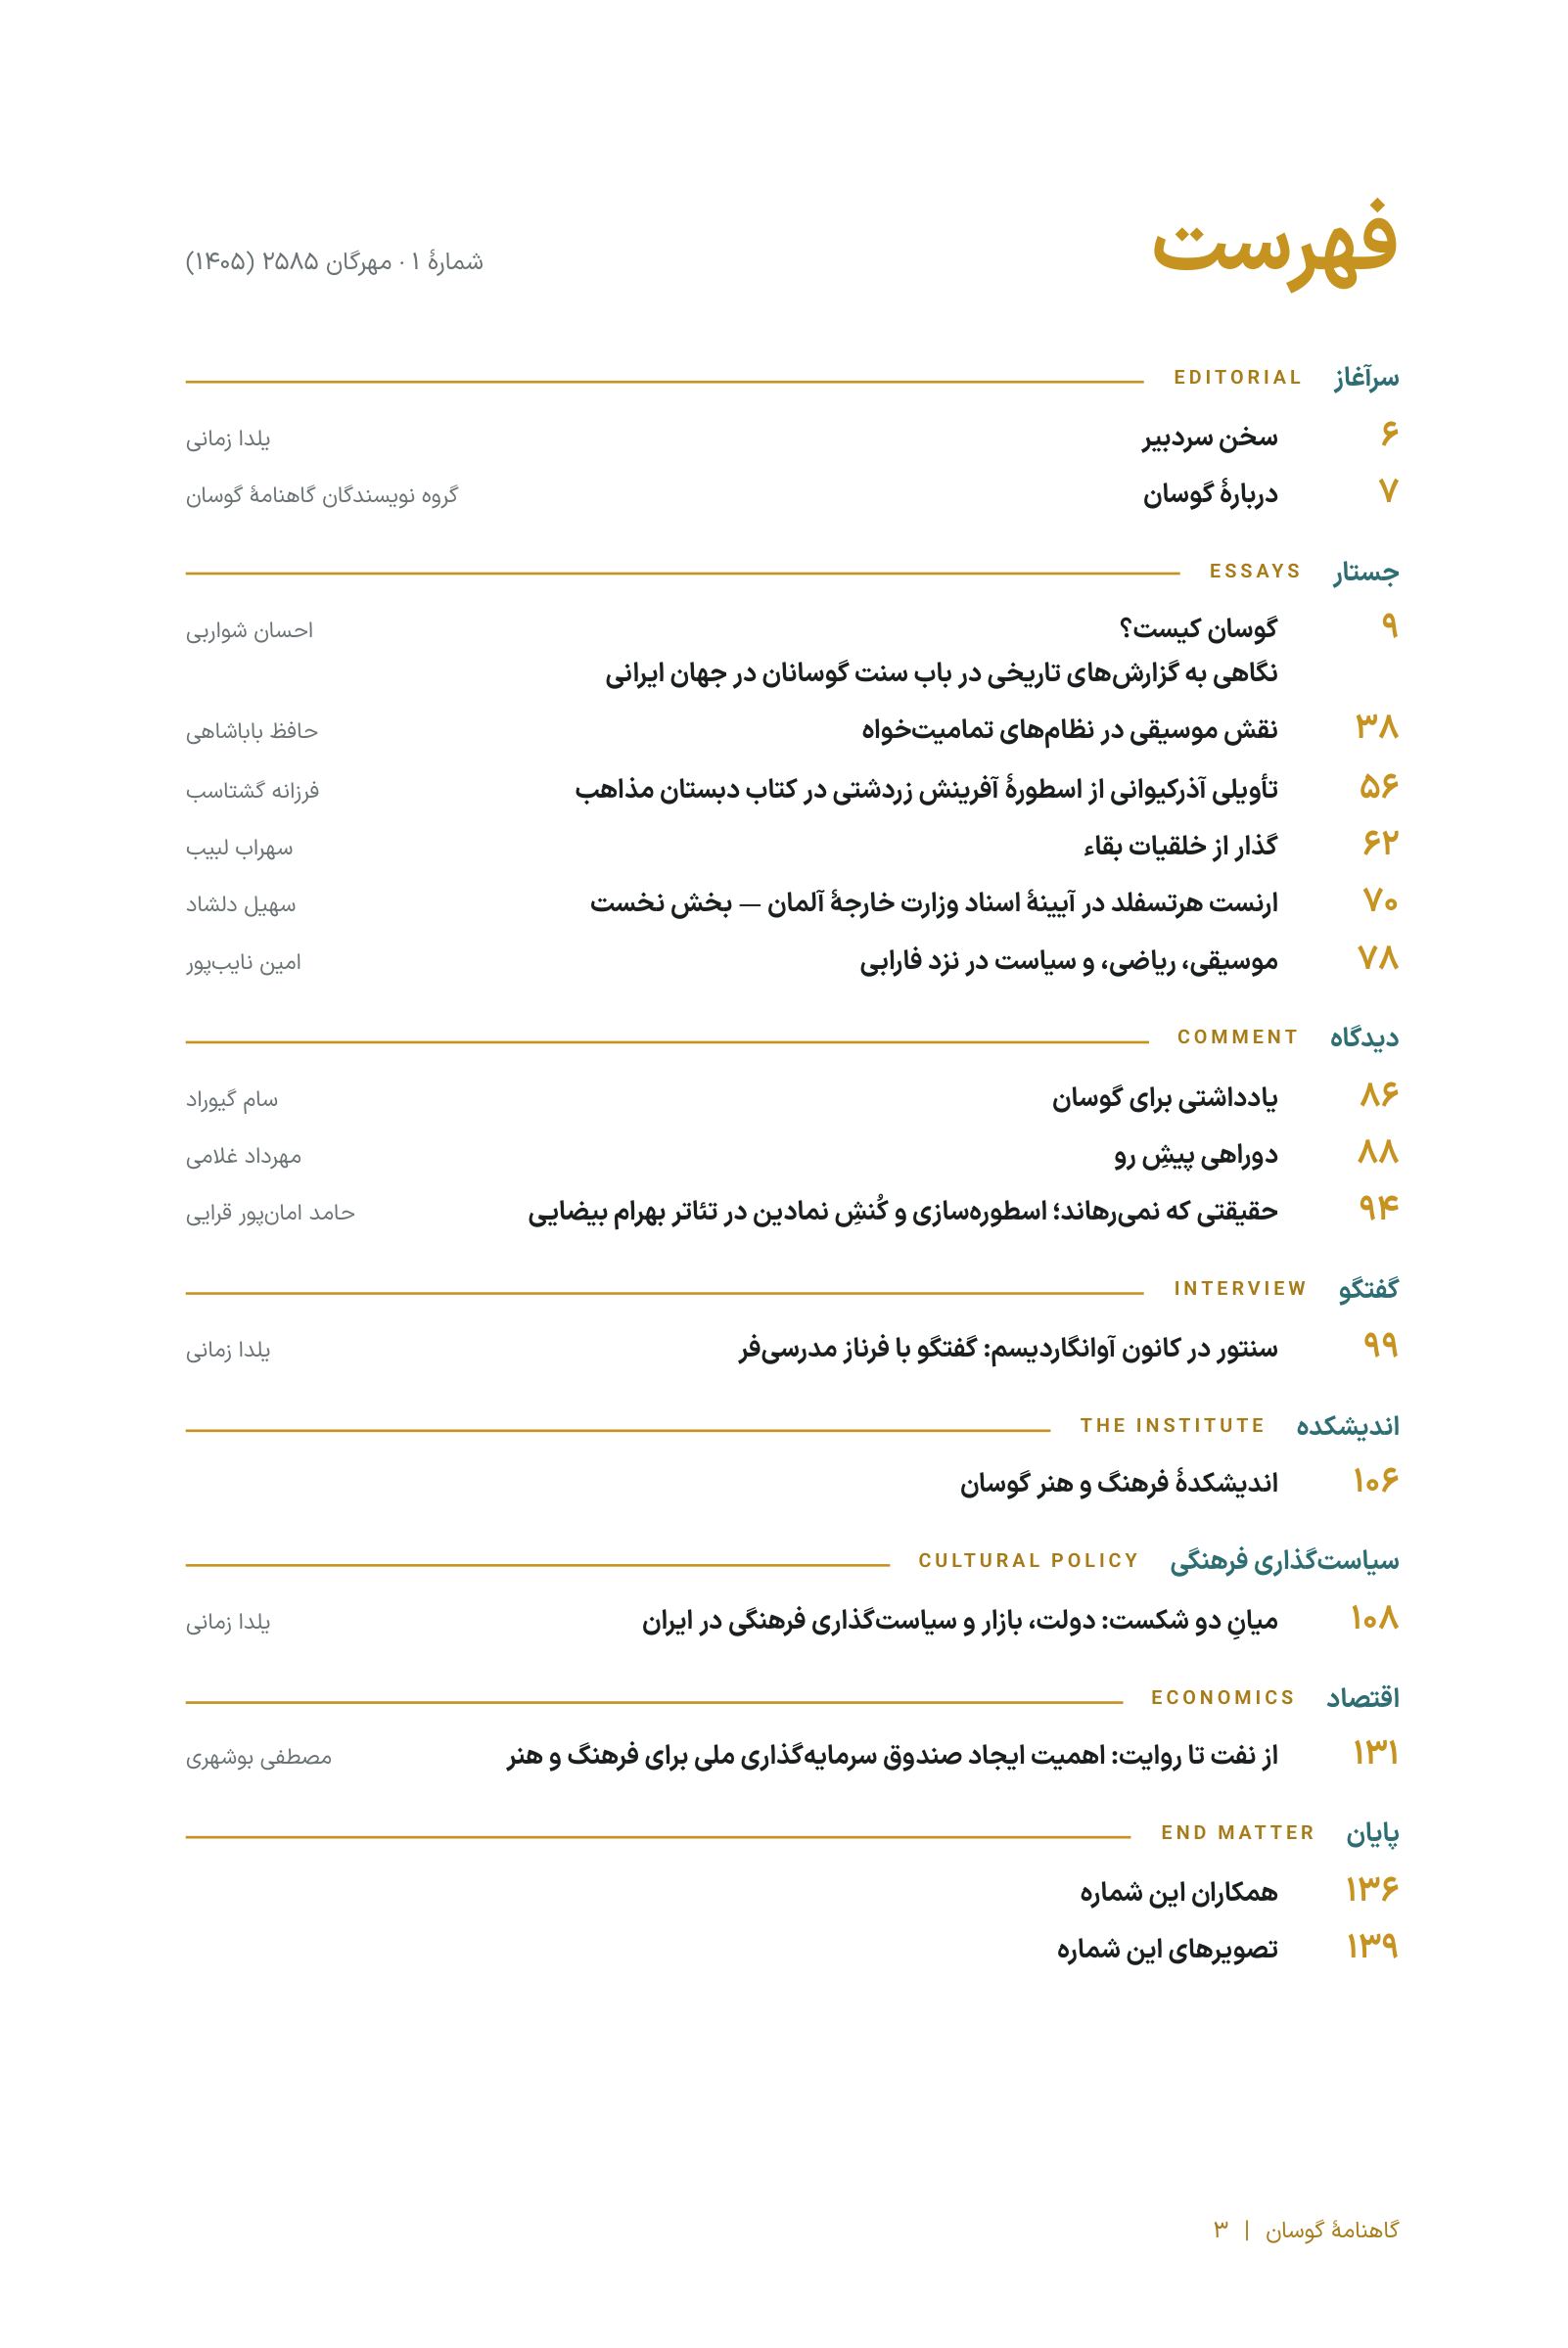 فهرست
شمارهٔ ۱ · مهرگان ۲۵۸۵ (۱۴۰۵)
سرآغاز EDITORIAL
۶ سخن سردبیر یلدا زمانی
۷ دربارهٔ گوسان گروه نویسندگان گاهنامهٔ گوسان
جستار ESSAYS
۹ گوسان کیست؟ احسان شواربی
نگاهی به گزارش‌های تاریخی در باب سنت گوسانان در جهان ایرانی
۳۸ نقش موسیقی در نظام‌های تمامیت‌خواه حافظ باباشاهی
۵۶ تأویلی آذرکیوانی از اسطورهٔ آفرینش زردشتی در کتاب دبستان مذاهب فرزانه گشتاسب
۶۲ گذار از خلقیات بقاء سهراب لبیب
۷۰ ارنست هرتسفلد در آیینهٔ اسناد وزارت خارجهٔ آلمان — بخش نخست سهیل دلشاد
۷۸ موسیقی، ریاضی، و سیاست در نزد فارابی امین نایب‌پور
دیدگاه COMMENT
۸۶ یادداشتی برای گوسان سام گیوراد
۸۸ دوراهی پیشِ رو مهرداد غلامی
۹۴ حقیقتی که نمی‌رهاند؛ اسطوره‌سازی و کُنشِ نمادین در تئاتر بهرام بیضایی حامد امان‌پور قرایی
گفتگو INTERVIEW
۹۹ سنتور در کانون آوانگاردیسم: گفتگو با فرناز مدرسی‌فر یلدا زمانی
اندیشکده THE INSTITUTE
۱۰۶ اندیشکدهٔ فرهنگ و هنر گوسان
سیاست‌گذاری فرهنگی CULTURAL POLICY
۱۰۸ میانِ دو شکست: دولت، بازار و سیاست‌گذاری فرهنگی در ایران یلدا زمانی
اقتصاد ECONOMICS
۱۳۱ از نفت تا روایت: اهمیت ایجاد صندوق سرمایه‌گذاری ملی برای فرهنگ و هنر مصطفی بوشهری
پایان END MATTER
۱۳۶ همکاران این شماره
۱۳۹ تصویرهای این شماره
گاهنامهٔ گوسان | ۳